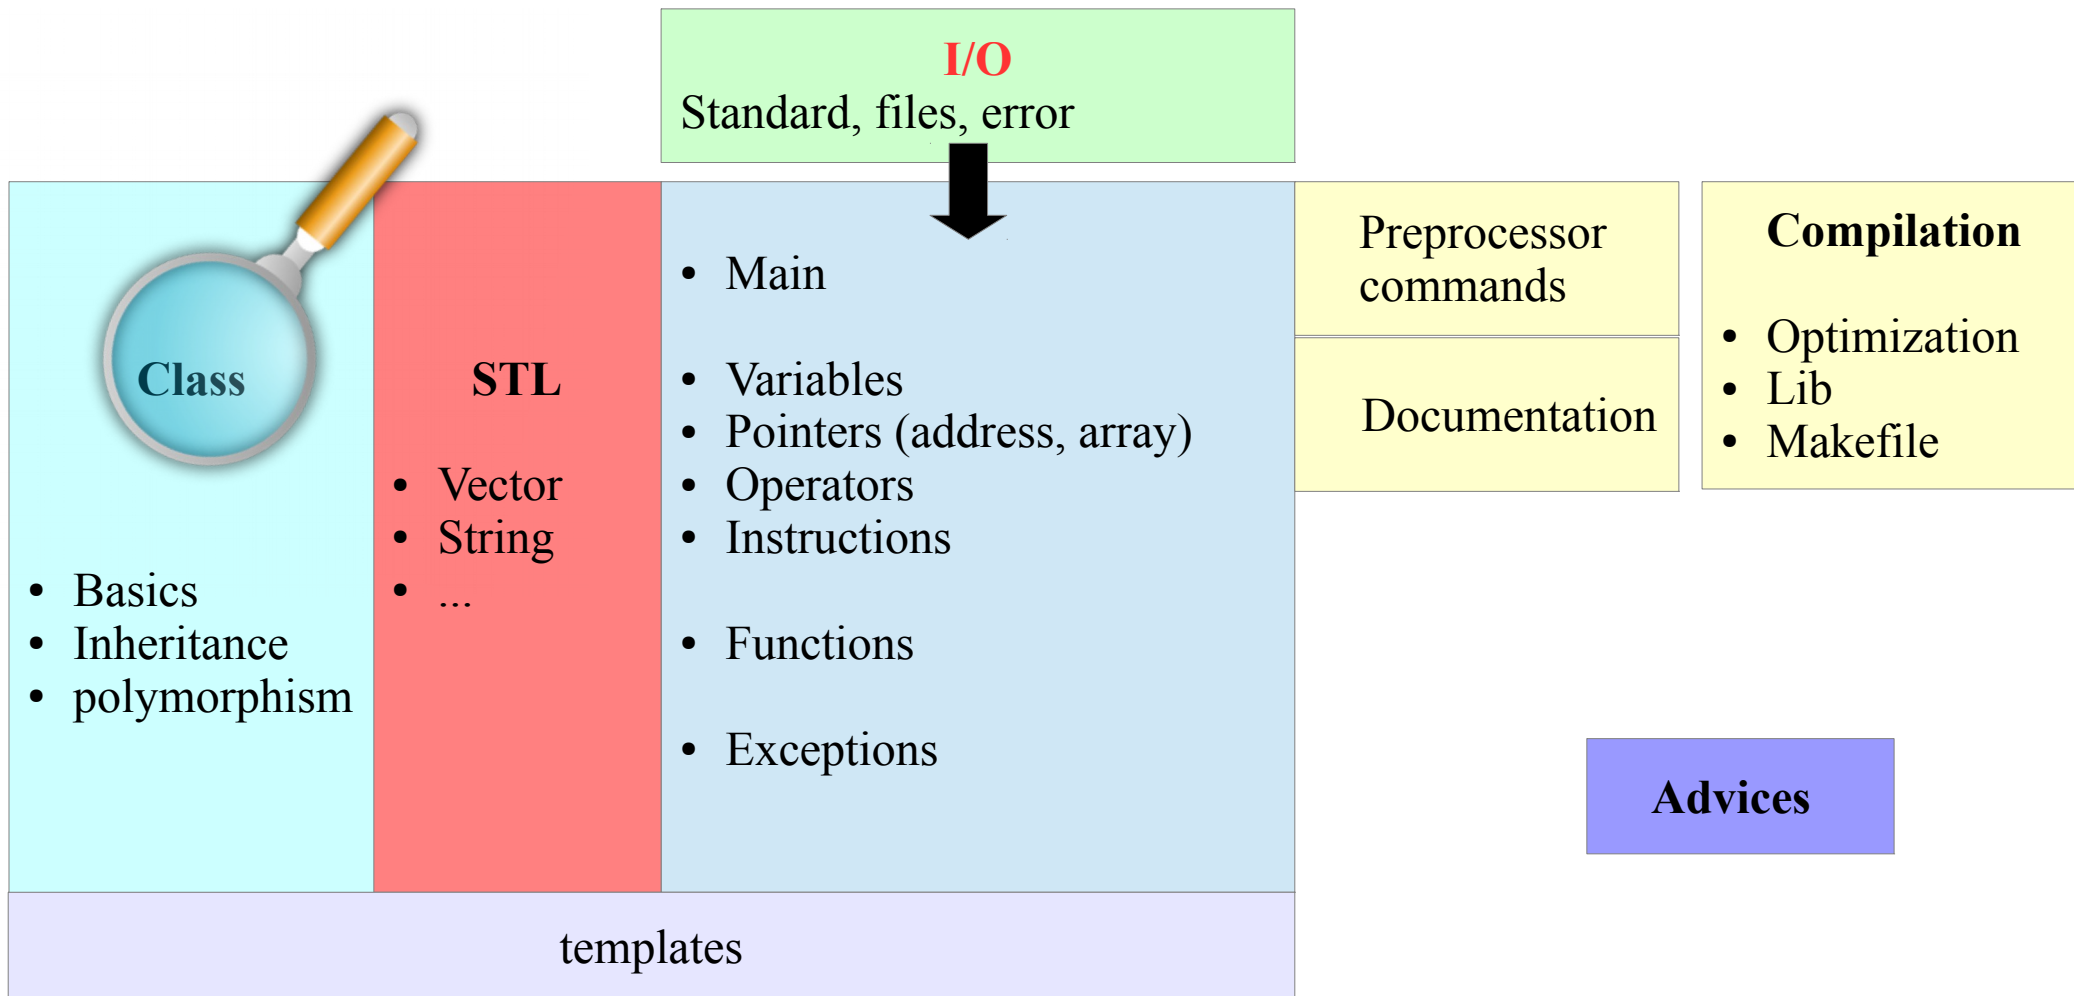 I/O
Standard, files, error
Class
• Basics
• Inheritance
• polymorphism
STL
• Vector
• String
• ...
• Main
• Variables
• Pointers (address, array)
• Operators
• Instructions
• Functions
• Exceptions
Preprocessor
commands
Documentation
Compilation
• Optimization
• Lib
• Makefile
Advices
templates